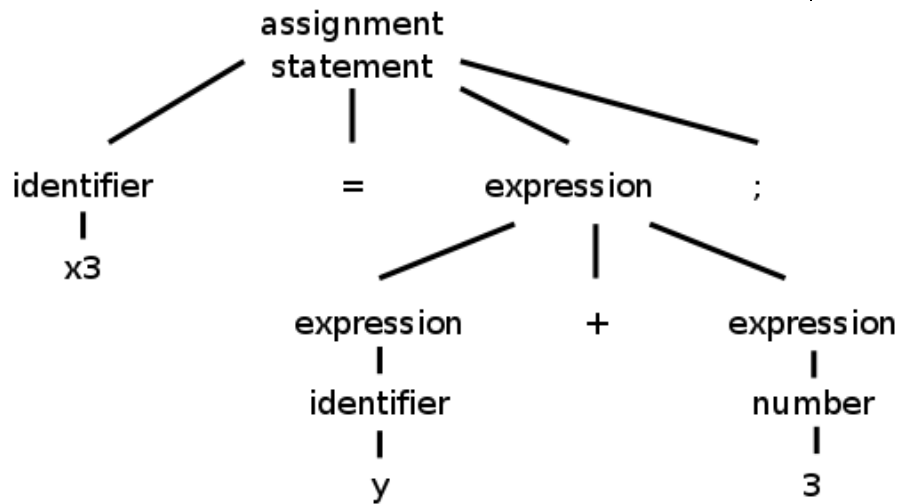 assignment
statement
identifier = expression ;
x3
expression + expression
identifier number
y 3